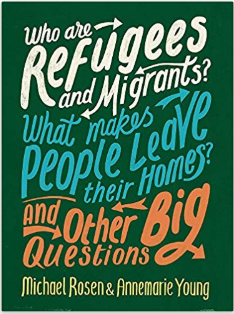 Who are
Refugees
and Migrants?
What makes
People Leave
their Homes?
And Other Big
Questions
Michael Rosen & Annemarie Young